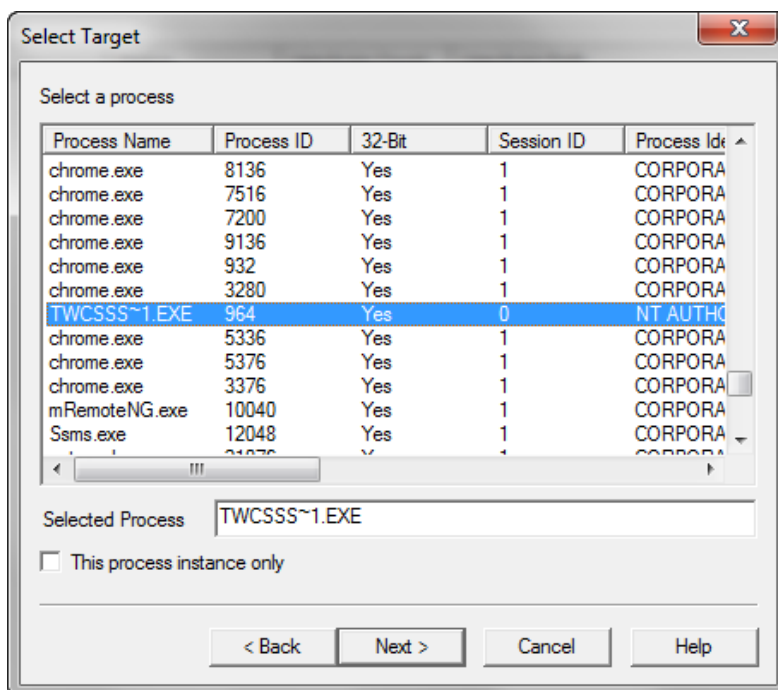 Select Target
Select a process
Process Name Process ID 32-Bit Session ID Process Ide
chrome.exe 8136 Yes 1 CORPORA
chrome.exe 7516 Yes 1 CORPORA
chrome.exe 7200 Yes 1 CORPORA
chrome.exe 9136 Yes 1 CORPORA
chrome.exe 932 Yes 1 CORPORA
chrome.exe 3280 Yes 1 CORPORA
TWCSSS~1.EXE 964 Yes 0 NT AUTHO
chrome.exe 5336 Yes 1 CORPORA
chrome.exe 5376 Yes 1 CORPORA
chrome.exe 3376 Yes 1 CORPORA
mRemoteNG.exe 10040 Yes 1 CORPORA
Ssms.exe 12048 Yes 1 CORPORA
Selected Process TWCSSS~1.EXE
This process instance only
< Back Next > Cancel Help